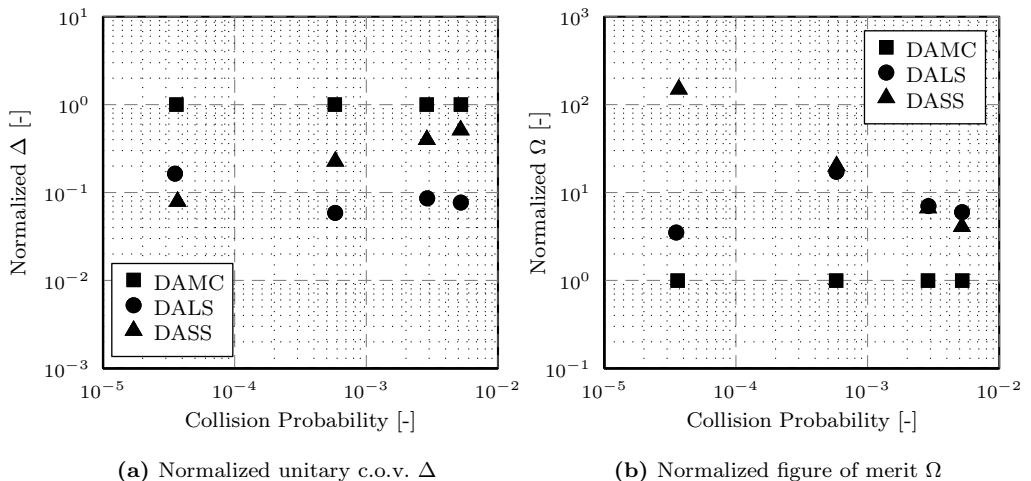 10^1
10^0
10^−1
10^−2
10^−3
Normalized Δ [-]
DAMC
DALS
DASS
10^−5 10^−4 10^−3 10^−2
Collision Probability [-]
(a) Normalized unitary c.o.v. Δ
10^3
10^2
10^1
10^0
10^−1
Normalized Ω [-]
DAMC
DALS
DASS
10^−5 10^−4 10^−3 10^−2
Collision Probability [-]
(b) Normalized figure of merit Ω